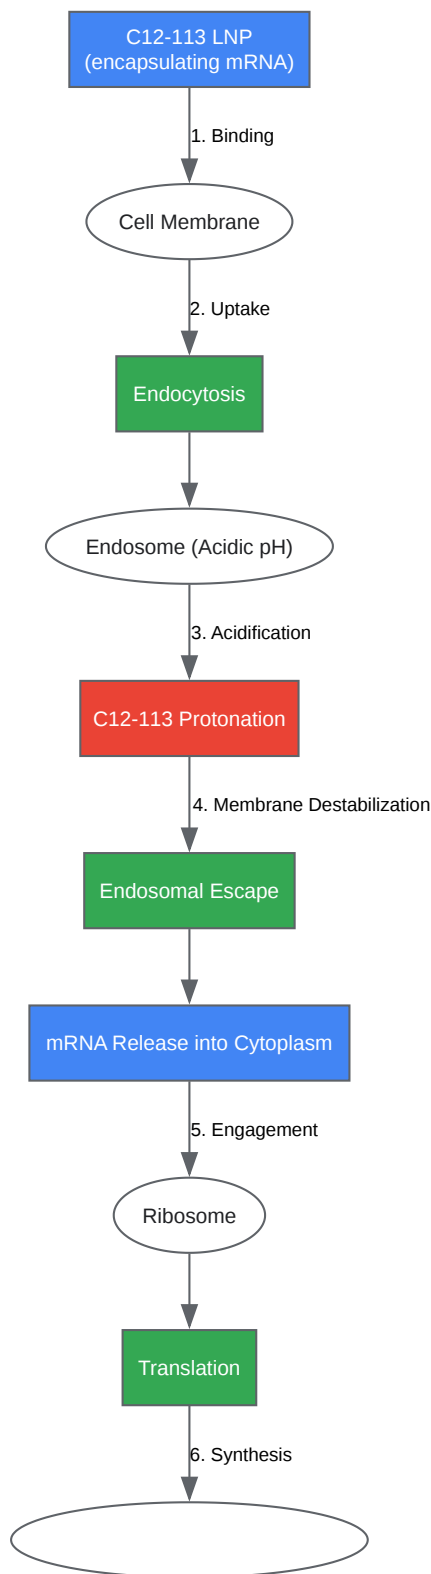 C12-113 LNP
(encapsulating mRNA)
1. Binding
Cell Membrane
2. Uptake
Endocytosis
Endosome (Acidic pH)
3. Acidification
C12-113 Protonation
4. Membrane Destabilization
Endosomal Escape
mRNA Release into Cytoplasm
5. Engagement
Ribosome
Translation
6. Synthesis